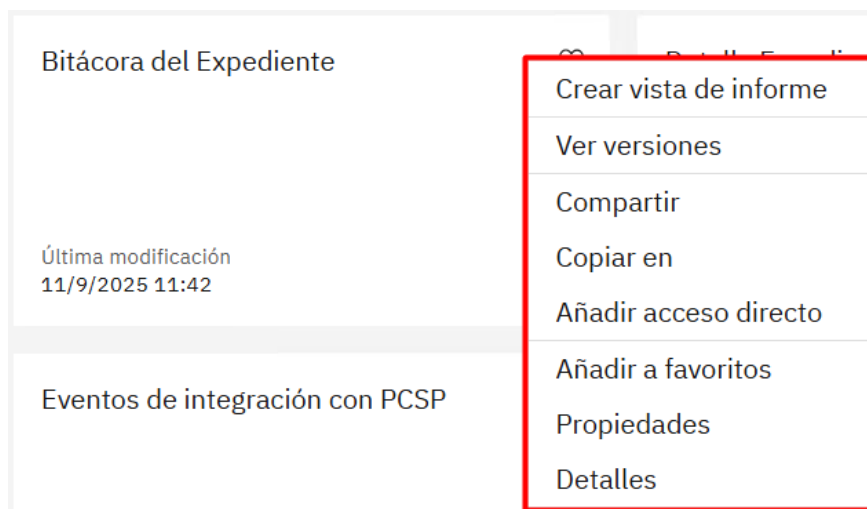 Bitácora del Expediente
Última modificación
11/9/2025 11:42
Eventos de integración con PCSP
Crear vista de informe
Ver versiones
Compartir
Copiar en
Añadir acceso directo
Añadir a favoritos
Propiedades
Detalles